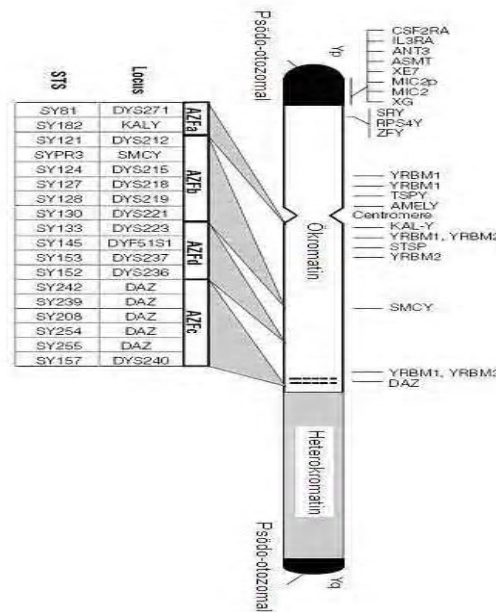 Psödo-otozomal
Yp
CSF2RA
IL3RA
ANT3
ASMT
XE7
MIC2p
MIC2
XG
SRY
RPS4Y
ZFY
YRBM1
YRBM1
TSPY
AMELY
Centromere
KAL-Y
YRBM1, YRBM2
STSP
YRBM2
SMCY
YRBM1, YRBM2
DAZ
Ökromatin
Heterokromatin
Psödo-otozomal
Yq
STS Locus
SY81 DYS271
SY182 KALY
AZFa
SY121 DYS212
SYPR3 SMCY
SY124 DYS215
SY127 DYS218
SY128 DYS219
SY130 DYS221
AZFb
SY133 DYS223
SY145 DYF51S1
SY153 DYS237
SY152 DYS236
AZFd
SY242 DAZ
SY239 DAZ
SY208 DAZ
SY254 DAZ
SY255 DAZ
SY157 DYS240
AZFc